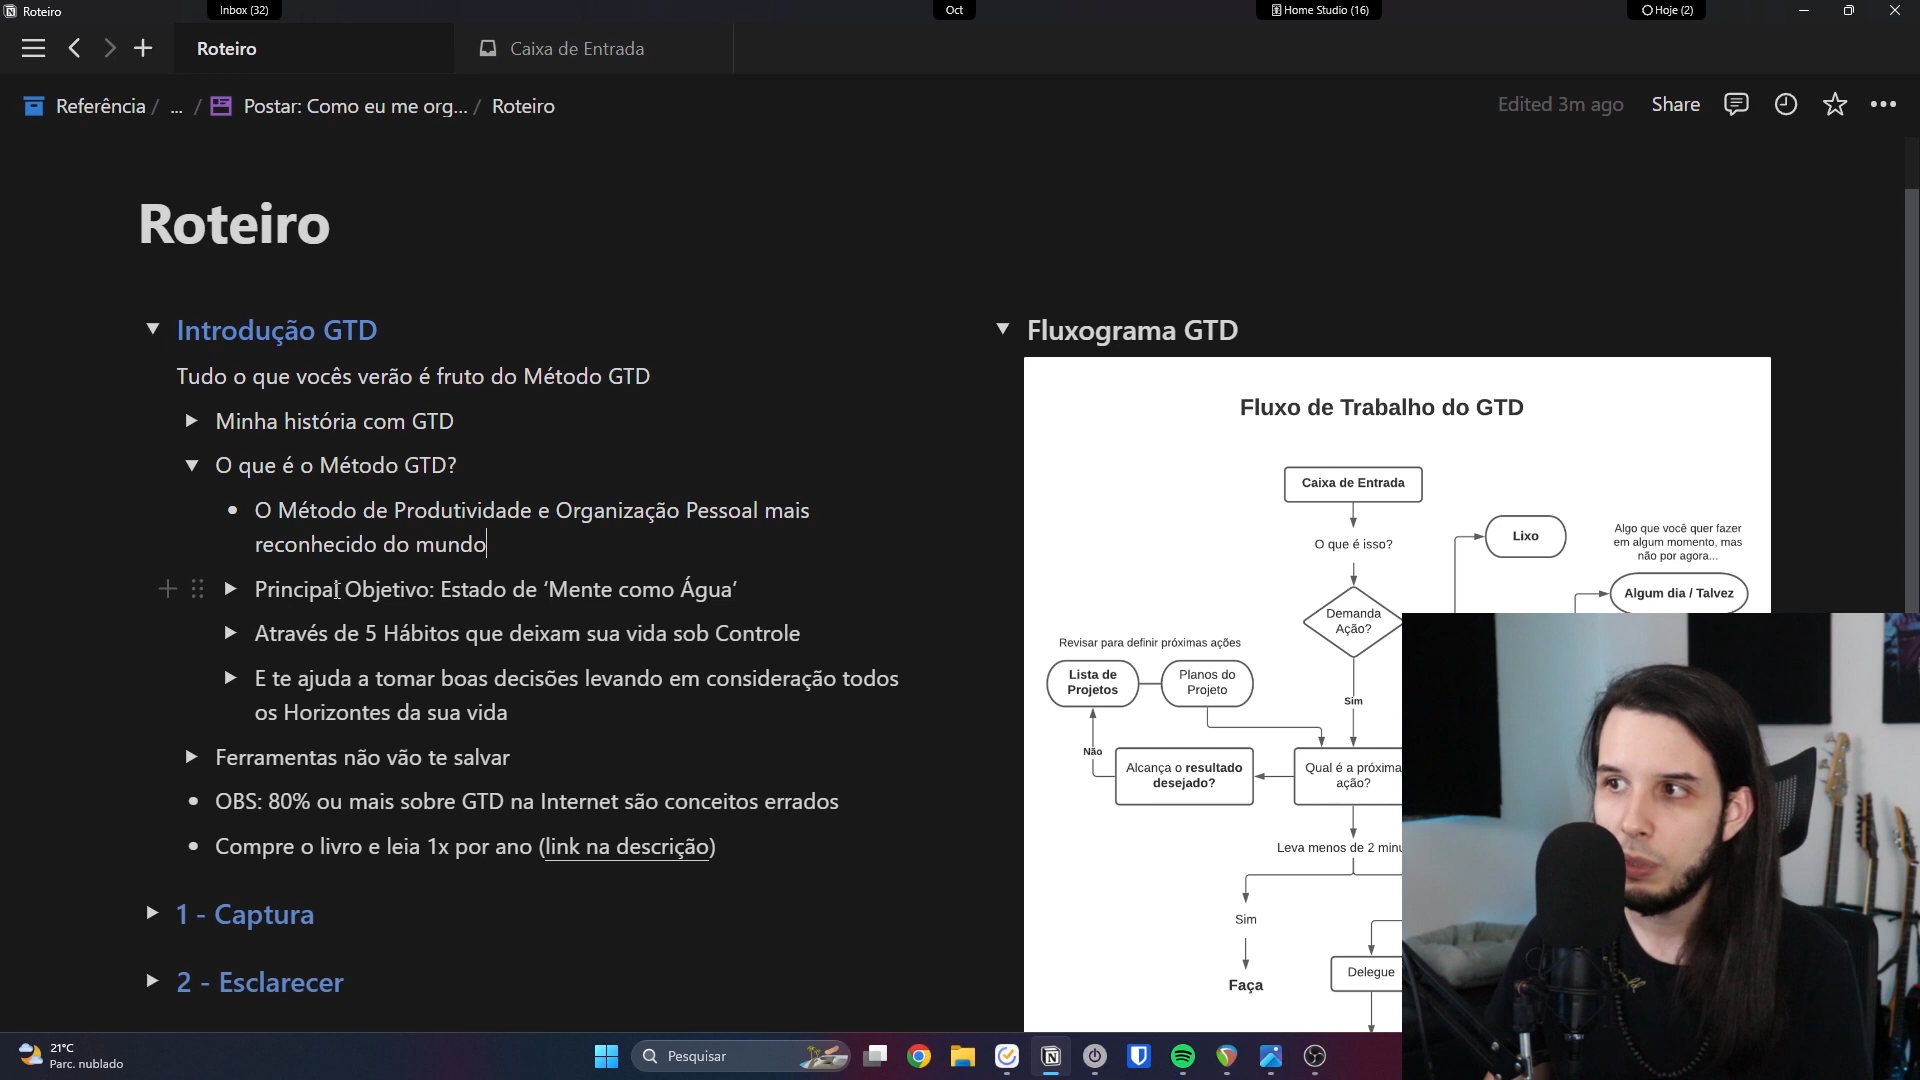 Roteiro
Inbox (32)
Oct
Home Studio (16)
Hoje (2)
Roteiro
Caixa de Entrada
Referência / ... / Postar: Como eu me org... / Roteiro
Edited 3m ago
Share
Roteiro
Introdução GTD
Tudo o que vocês verão é fruto do Método GTD
Minha história com GTD
O que é o Método GTD?
O Método de Produtividade e Organização Pessoal mais
reconhecido do mundo
Principal Objetivo: Estado de ‘Mente como Água’
Através de 5 Hábitos que deixam sua vida sob Controle
E te ajuda a tomar boas decisões levando em consideração todos
os Horizontes da sua vida
Ferramentas não vão te salvar
OBS: 80% ou mais sobre GTD na Internet são conceitos errados
Compre o livro e leia 1x por ano (link na descrição)
1 - Captura
2 - Esclarecer
Fluxograma GTD
Fluxo de Trabalho do GTD
Caixa de Entrada
O que é isso?
Lixo
Algo que você quer fazer
em algum momento, mas
não por agora...
Algum dia / Talvez
Demanda
Ação?
Revisar para definir próximas ações
Lista de
Projetos
Planos do
Projeto
Sim
Não
Alcança o resultado
desejado?
Qual é a próxima
ação?
Leva menos de 2 minu
Sim
Delegue
Faça
21°C
Parc. nublado
Pesquisar